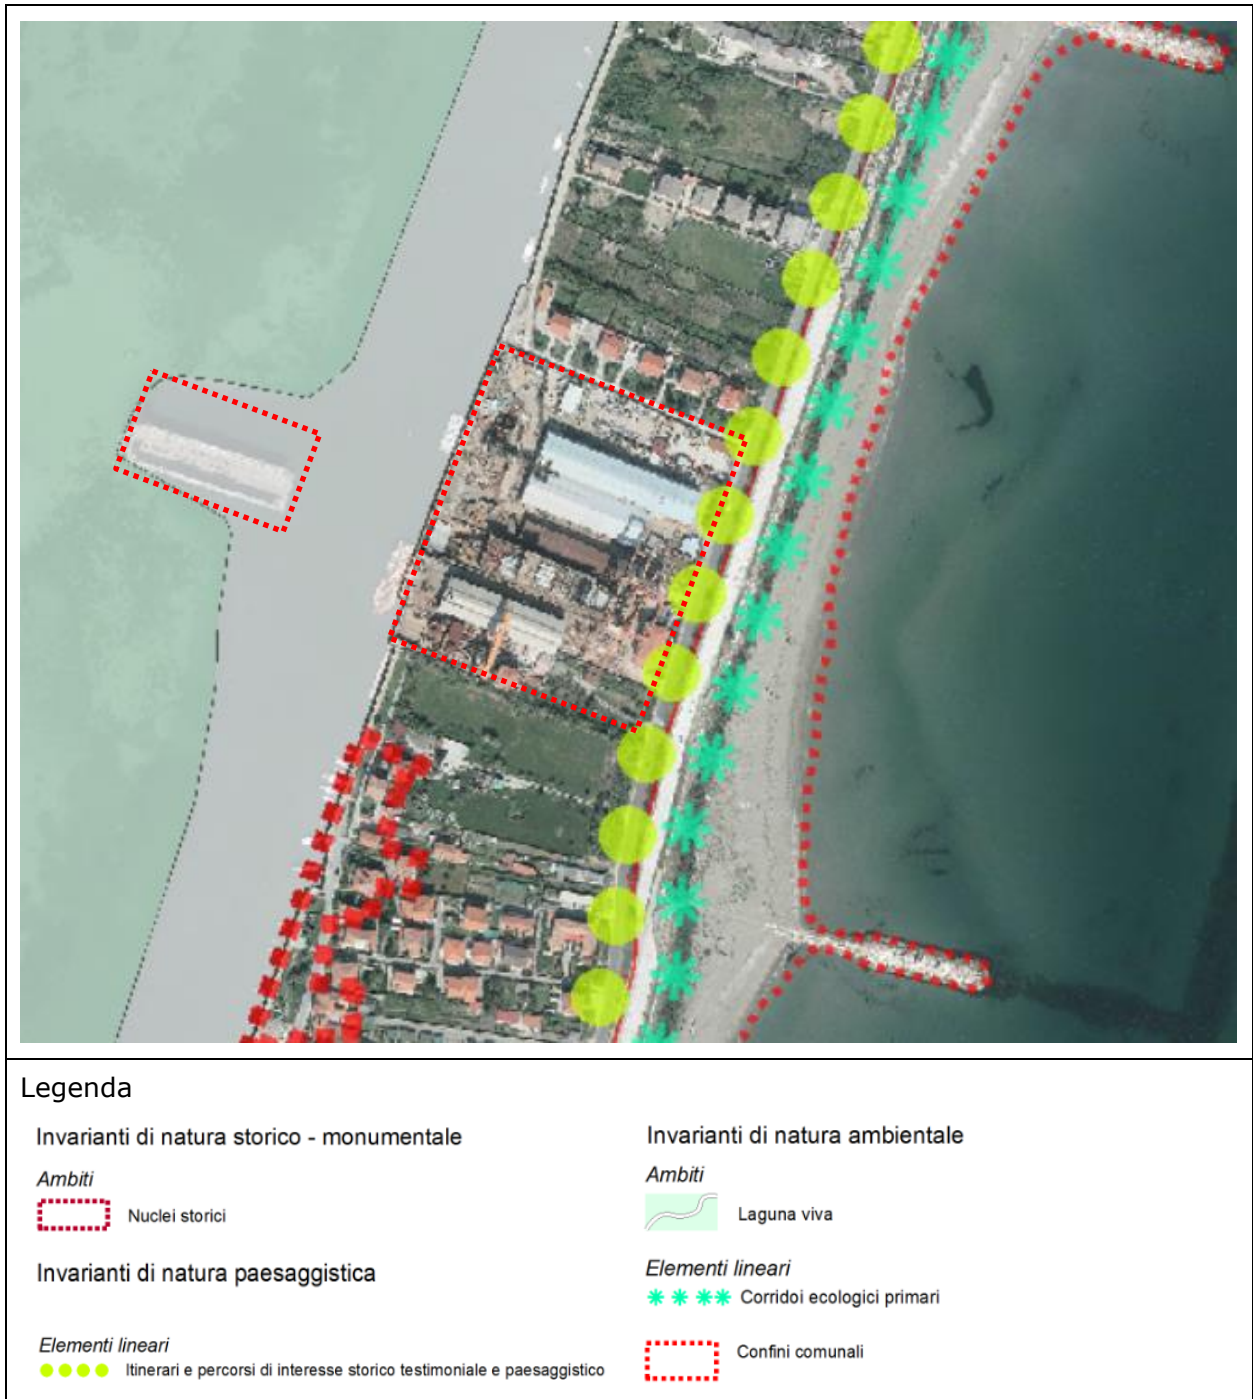 Legenda
Invarianti di natura storico - monumentale
Ambiti
Nuclei storici
Invarianti di natura paesaggistica
Elementi lineari
Itinerari e percorsi di interesse storico testimoniale e paesaggistico
Invarianti di natura ambientale
Ambiti
Laguna viva
Elementi lineari
Corridoi ecologici primari
Confini comunali